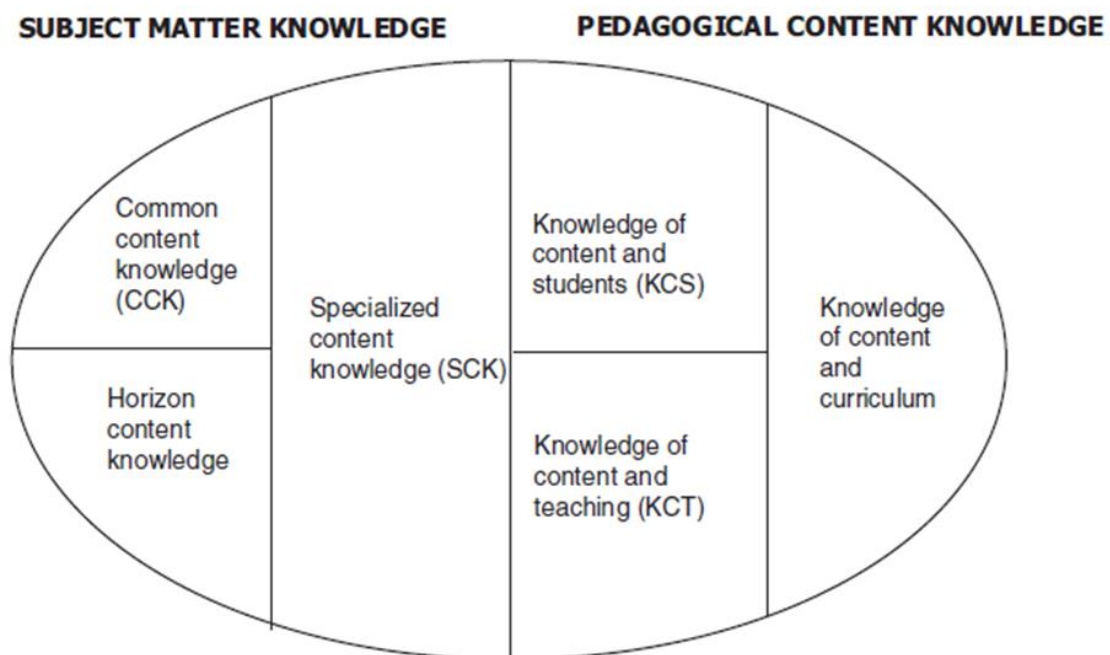 SUBJECT MATTER KNOWLEDGE
PEDAGOGICAL CONTENT KNOWLEDGE
Common
content
knowledge
(CCK)
Horizon
content
knowledge
Specialized
content
knowledge (SCK)
Knowledge of
content and
students (KCS)
Knowledge of
content and
teaching (KCT)
Knowledge
of content
and
curriculum